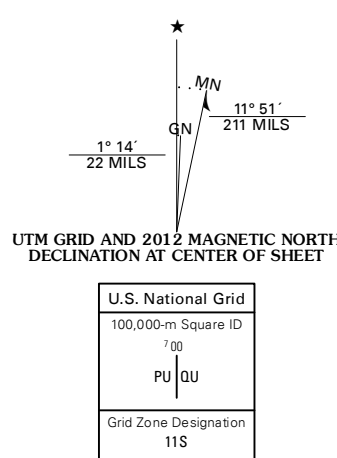 ★
MN
GN
11° 51´
211 MILS
1° 14´
22 MILS
UTM GRID AND 2012 MAGNETIC NORTH
DECLINATION AT CENTER OF SHEET
U.S. National Grid
100,000-m Square ID
⁷00
PU QU
Grid Zone Designation
11S